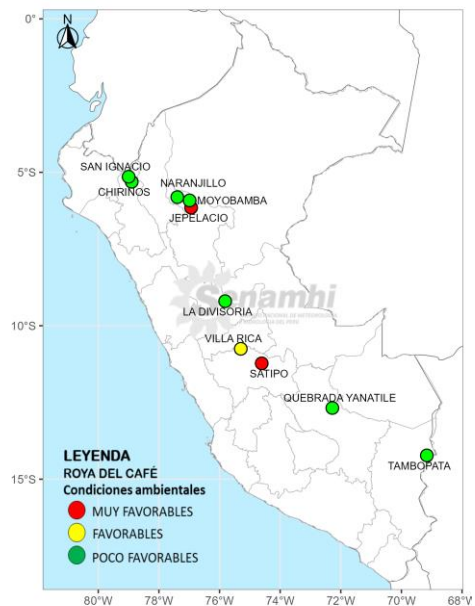 N
0°
SAN IGNACIO
5°S
CHIRINOS
NARANJILLO
MOYOBAMBA
JEPELACIO
Senamhi
LA DIVISORIA
10°S
VILLA RICA
SATIPO
QUEBRADA YANATILE
TAMBOPATA
15°S
LEYENDA
ROYA DEL CAFÉ
Condiciones ambientales
MUY FAVORABLES
FAVORABLES
POCO FAVORABLES
80°W 78°W 76°W 74°W 72°W 70°W 68°W